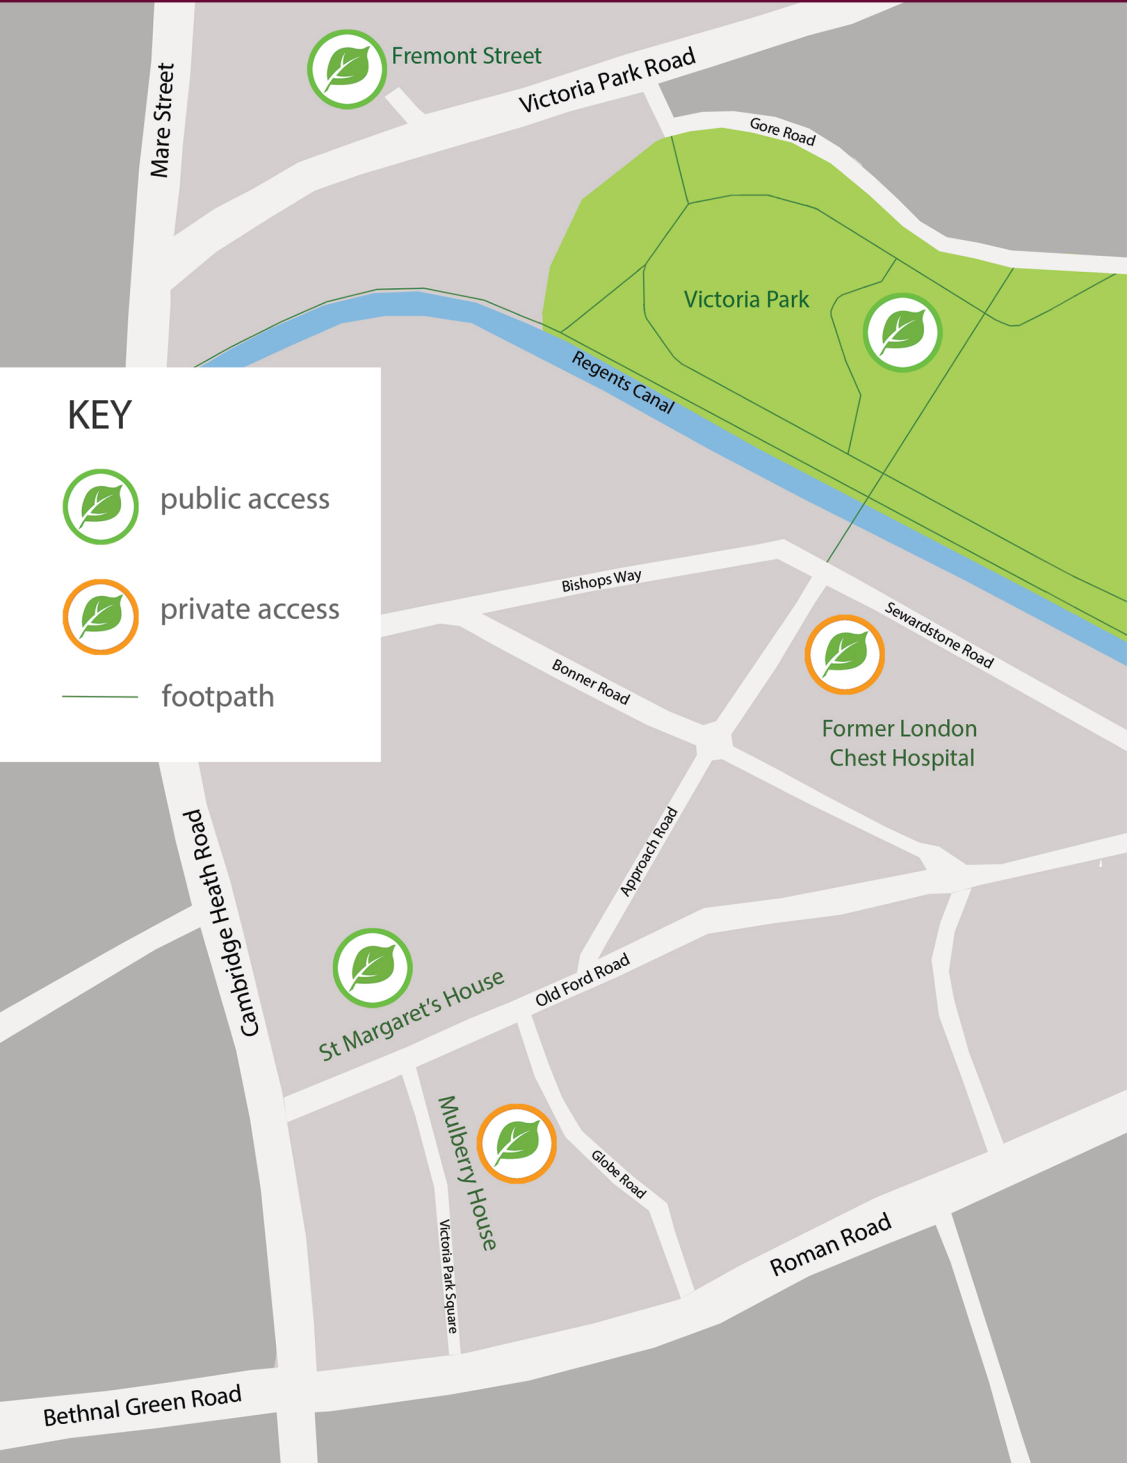 Fremont Street
Victoria Park Road
Mare Street
Gore Road
Victoria Park
Regents Canal
KEY
public access
private access
footpath
Bishops Way
Sewardstone Road
Bonner Road
Former London
Chest Hospital
Approach Road
Cambridge Heath Road
St Margaret's House
Old Ford Road
Mulberry House
Globe Road
Victoria Park Square
Roman Road
Bethnal Green Road